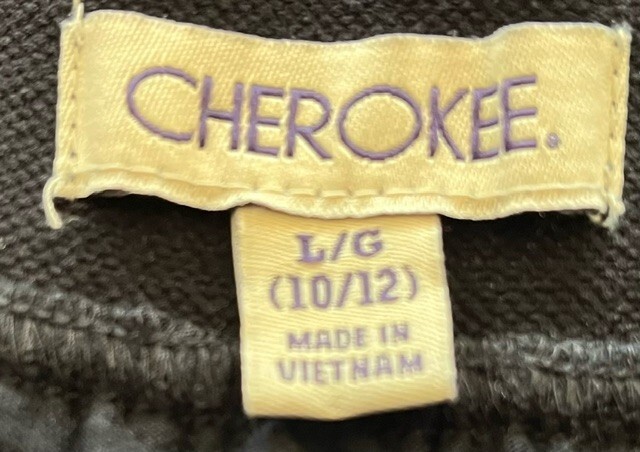 CHEROKEE®
L/G
(10/12)
MADE IN
VIETNAM